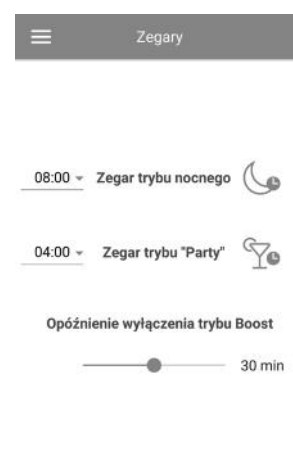 Zegary
08:00 Zegar trybu nocnego
04:00 Zegar trybu "Party"
Opóźnienie wyłączenia trybu Boost
30 min